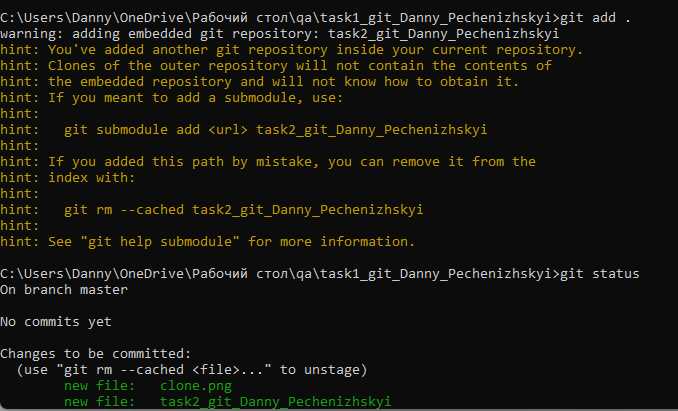 C:\Users\Danny\OneDrive\Рабочий стол\qa\task1_git_Danny_Pechenizhskyi>git add .
warning: adding embedded git repository: task2_git_Danny_Pechenizhskyi
hint: You've added another git repository inside your current repository.
hint: Clones of the outer repository will not contain the contents of
hint: the embedded repository and will not know how to obtain it.
hint: If you meant to add a submodule, use:
hint:
hint:   git submodule add <url> task2_git_Danny_Pechenizhskyi
hint:
hint: If you added this path by mistake, you can remove it from the
hint: index with:
hint:
hint:   git rm --cached task2_git_Danny_Pechenizhskyi
hint:
hint: See "git help submodule" for more information.

C:\Users\Danny\OneDrive\Рабочий стол\qa\task1_git_Danny_Pechenizhskyi>git status
On branch master

No commits yet

Changes to be committed:
  (use "git rm --cached <file>..." to unstage)
        new file:   clone.png
        new file:   task2_git_Danny_Pechenizhskyi